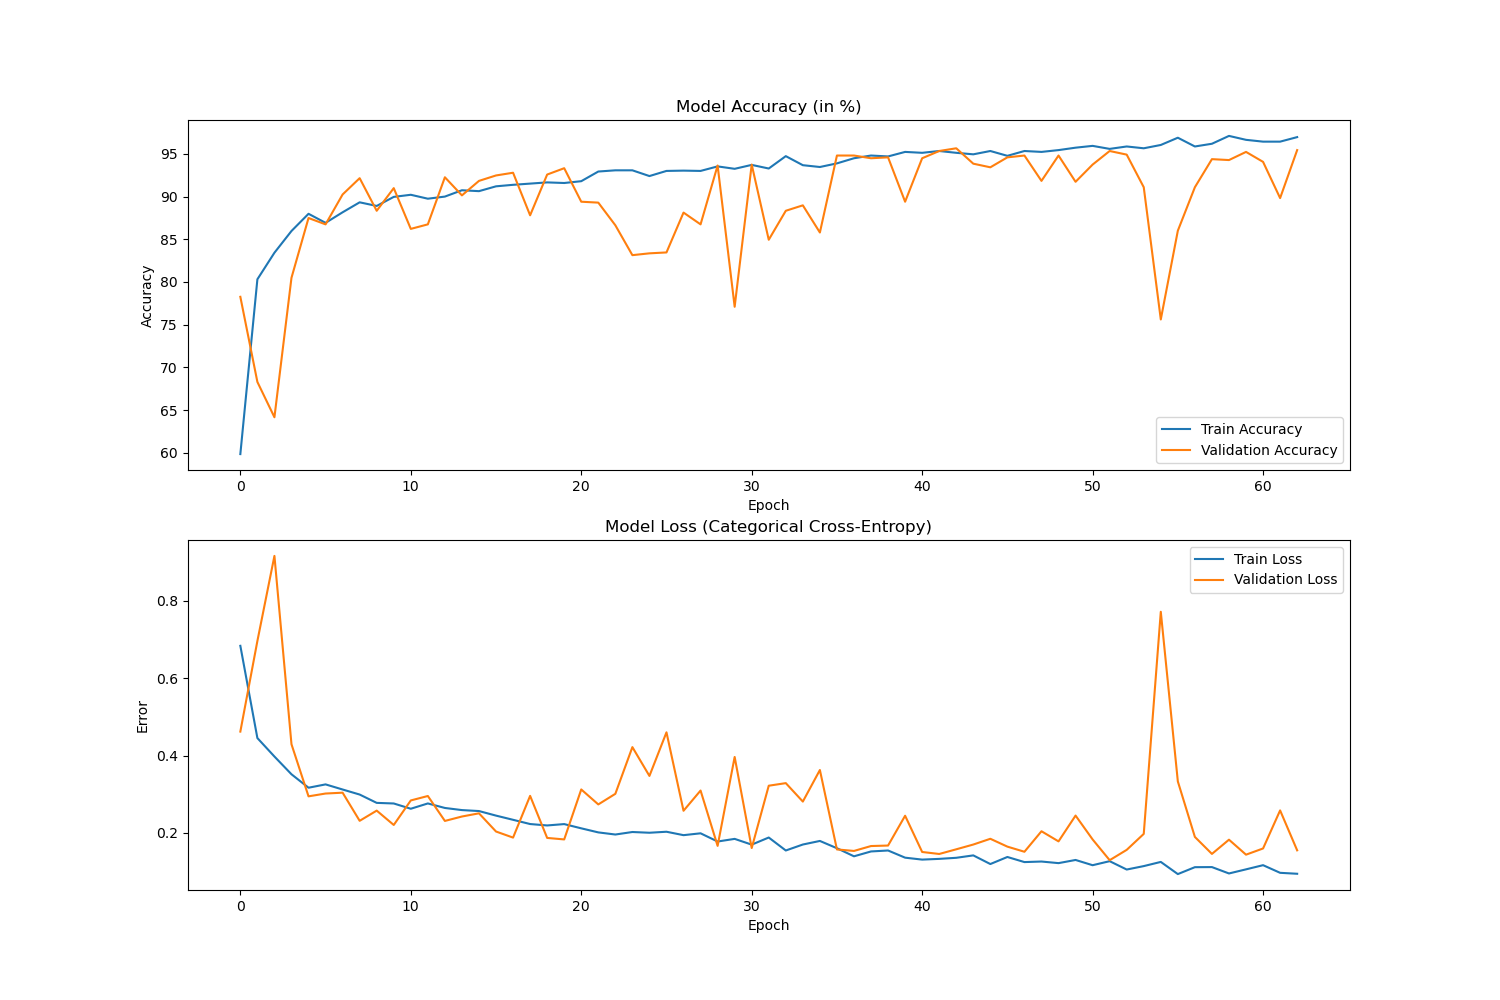 Model Accuracy (in %)
95
90
85
80
75
70
65
60
Accuracy
Train Accuracy
Validation Accuracy
0 10 20 30 40 50 60
Epoch
Model Loss (Categorical Cross-Entropy)
Train Loss
Validation Loss
0.8
0.6
0.4
0.2
Error
0 10 20 30 40 50 60
Epoch